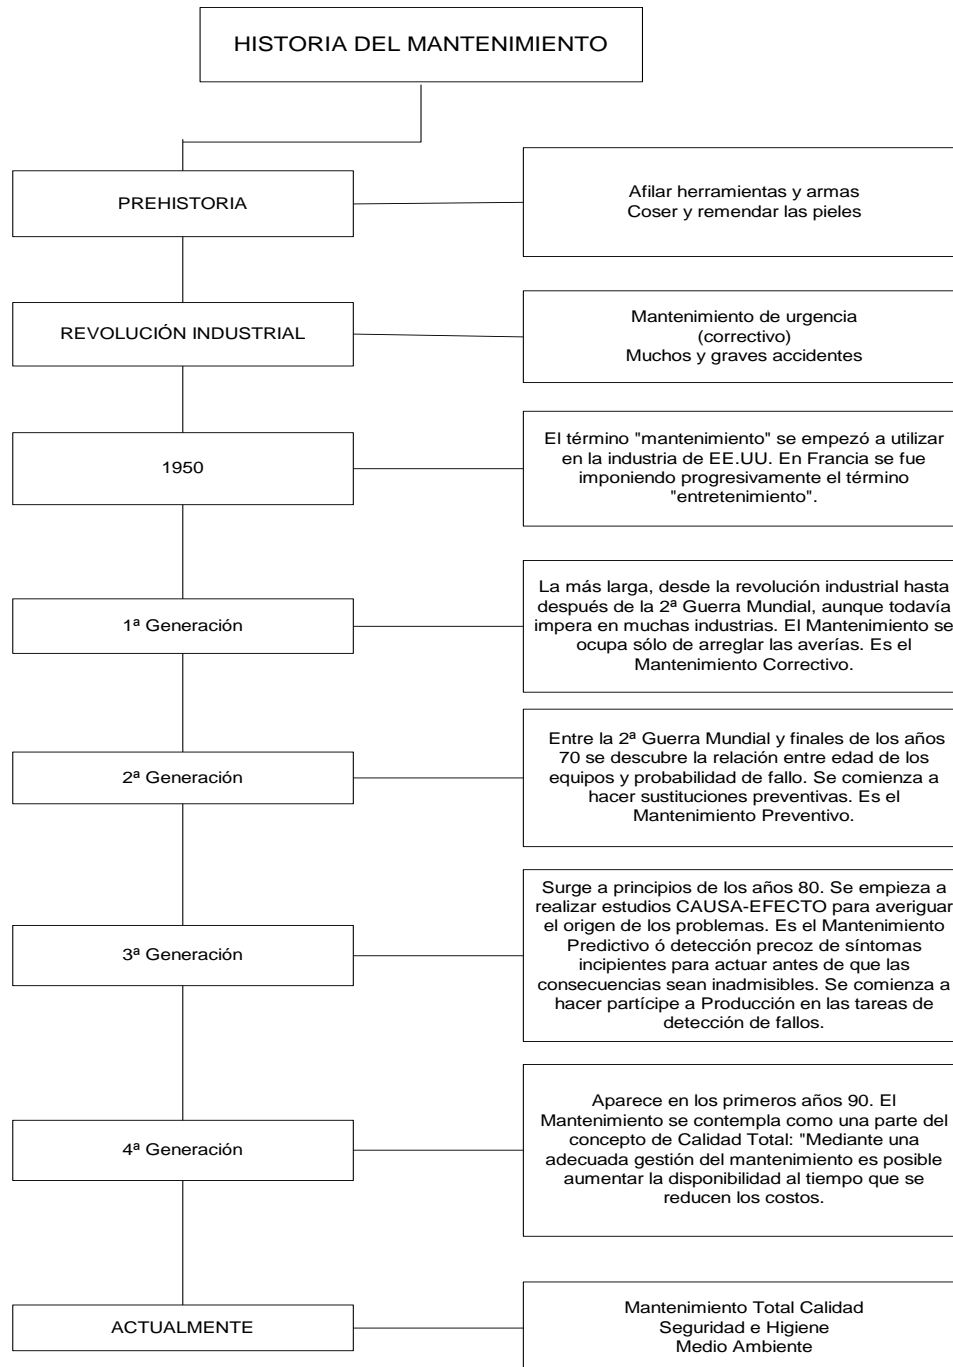 HISTORIA DEL MANTENIMIENTO
PREHISTORIA
Afilar herramientas y armas
Coser y remendar las pieles
REVOLUCIÓN INDUSTRIAL
Mantenimiento de urgencia
(correctivo)
Muchos y graves accidentes
1950
El término "mantenimiento" se empezó a utilizar
en la industria de EE.UU. En Francia se fue
imponiendo progresivamente el término
"entretenimiento".
1ª Generación
La más larga, desde la revolución industrial hasta
después de la 2ª Guerra Mundial, aunque todavía
impera en muchas industrias. El Mantenimiento se
ocupa sólo de arreglar las averías. Es el
Mantenimiento Correctivo.
2ª Generación
Entre la 2ª Guerra Mundial y finales de los años
70 se descubre la relación entre edad de los
equipos y probabilidad de fallo. Se comienza a
hacer sustituciones preventivas. Es el
Mantenimiento Preventivo.
3ª Generación
Surge a principios de los años 80. Se empieza a
realizar estudios CAUSA-EFECTO para averiguar
el origen de los problemas. Es el Mantenimiento
Predictivo ó detección precoz de síntomas
incipientes para actuar antes de que las
consecuencias sean inadmisibles. Se comienza a
hacer partícipe a Producción en las tareas de
detección de fallos.
4ª Generación
Aparece en los primeros años 90. El
Mantenimiento se contempla como una parte del
concepto de Calidad Total: "Mediante una
adecuada gestión del mantenimiento es posible
aumentar la disponibilidad al tiempo que se
reducen los costos.
ACTUALMENTE
Mantenimiento Total Calidad
Seguridad e Higiene
Medio Ambiente